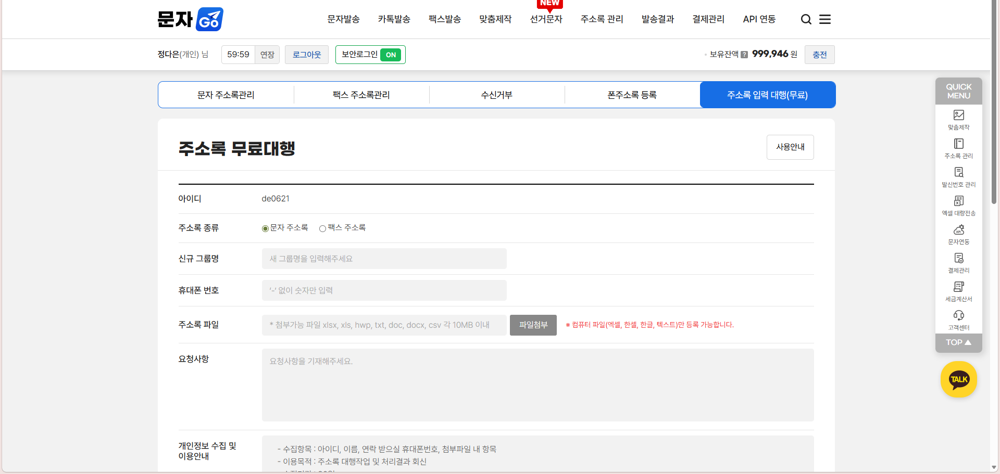 NEW
문자Go
문자발송 카톡발송 팩스발송 맞춤제작 선거문자 주소록 관리 발송결과 결제관리 API 연동
정다은(개인) 님 59:59 연장 로그아웃 보안로그인 ON
보유잔액 ? 999,946 원 충전
문자 주소록관리 팩스 주소록관리 수신거부 폰주소록 등록 주소록 입력 대행(무료)
주소록 무료대행
사용안내
아이디 de0621
주소록 종류 문자 주소록 팩스 주소록
신규 그룹명 새 그룹명을 입력해주세요
휴대폰 번호 '-' 없이 숫자만 입력
주소록 파일 * 첨부가능 파일 xlsx, xls, hwp, txt, doc, docx, csv 각 10MB 이내 파일첨부 ※ 컴퓨터 파일(엑셀, 한셀, 한글, 텍스트)만 등록 가능합니다.
요청사항 요청사항을 기재해주세요.
개인정보 수집 및
이용안내
- 수집항목 : 아이디, 이름, 연락 받으실 휴대폰번호, 첨부파일 내 항목
- 이용목적 : 주소록 대행작업 및 처리결과 회신
QUICK
MENU
맞춤제작
주소록 관리
발신번호 관리
엑셀 대량전송
API
문자연동
결제관리
세금계산서
고객센터
TOP ▲
TALK